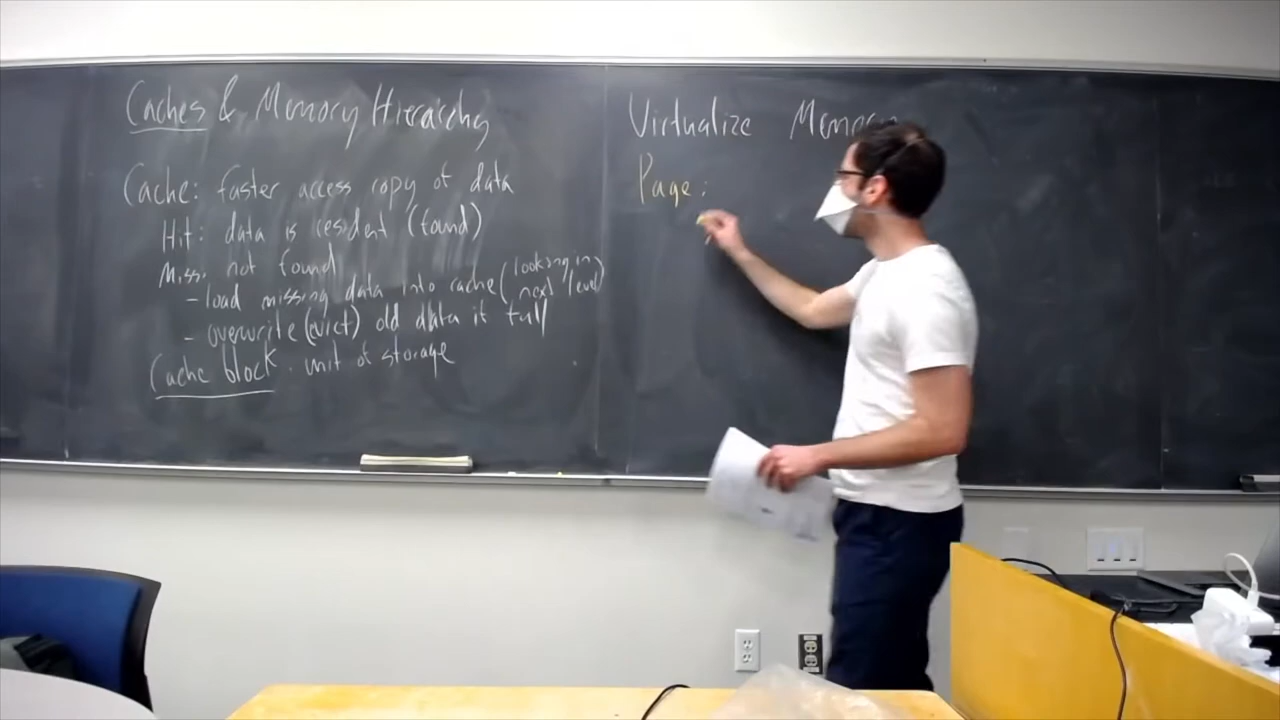 Caches & Memory Hierarchy
Cache: faster access copy of data
Hit: data is resident (found)
Miss: not found
- load missing data into cache (looking in next level)
- overwrite (evict) old data if full
Cache block: unit of storage
Virtualize Memory
Page: